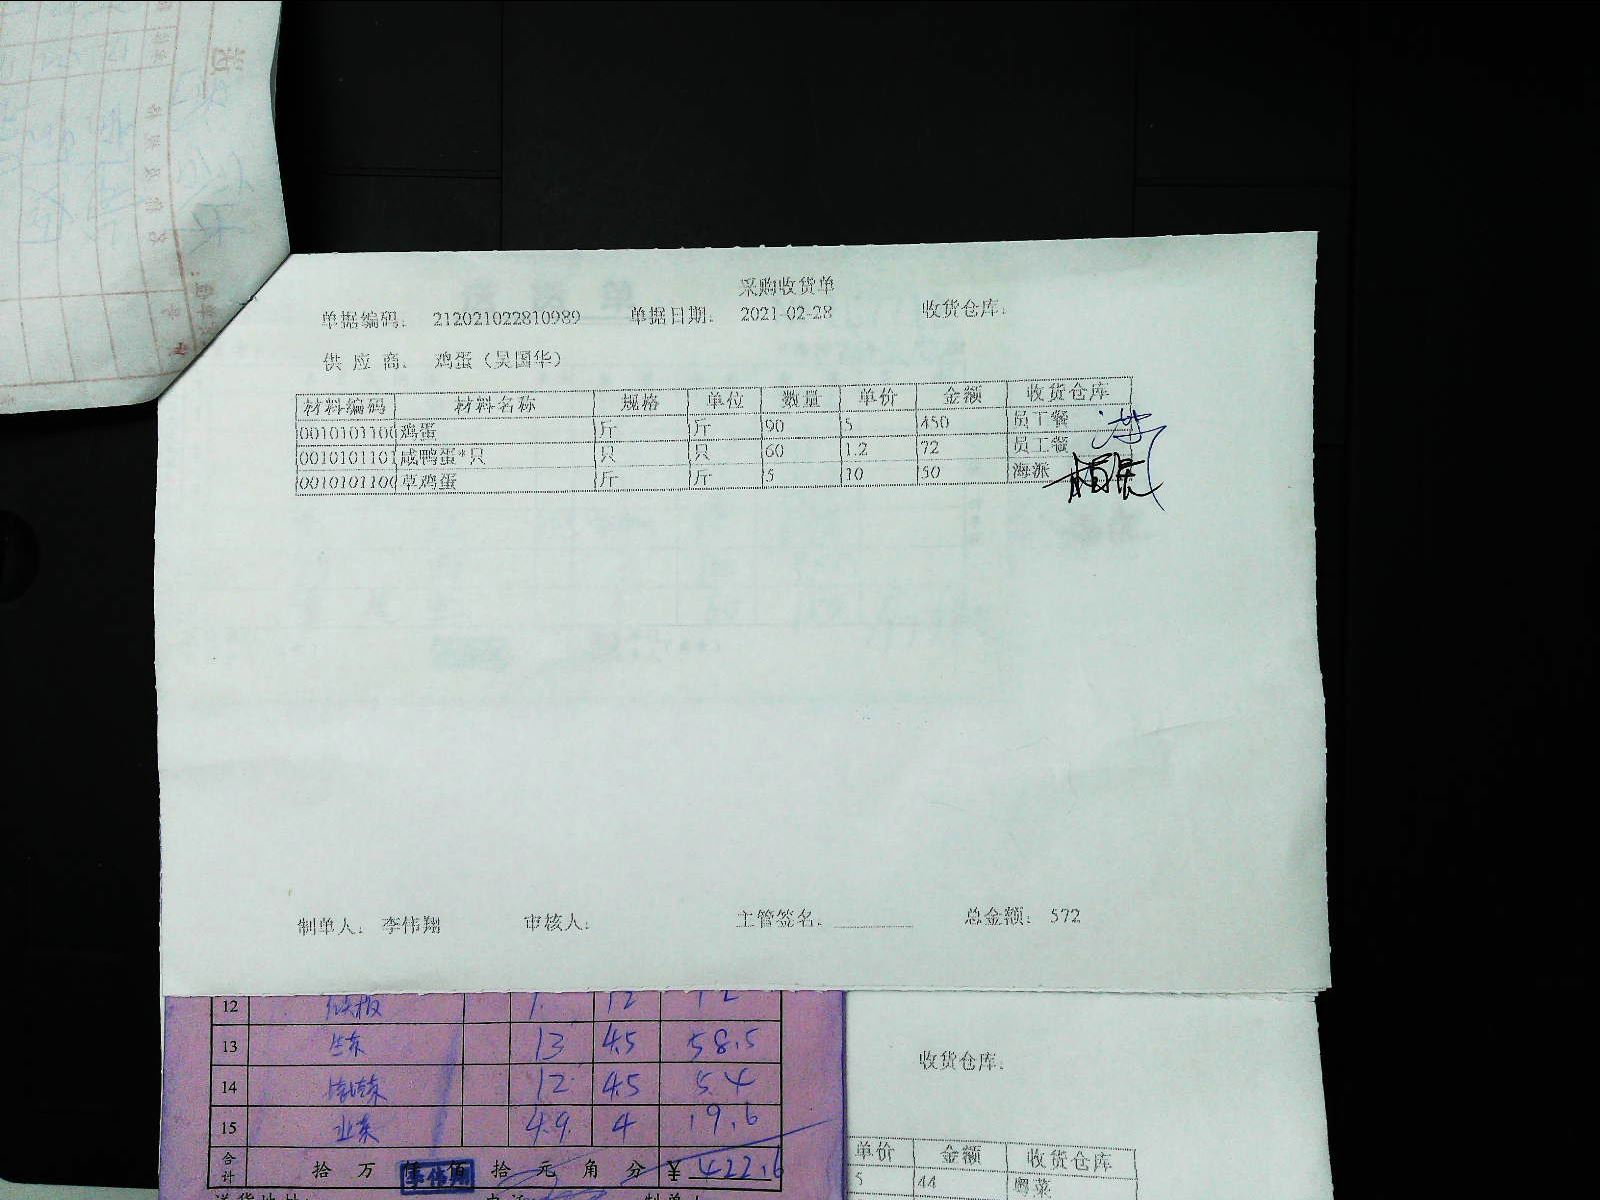 采购收货单
单据编码: 212021022810989 单据日期: 2021-02-28 收货仓库:
供 应 商: 鸡蛋（吴国华）
材料编码 材料名称 规格 单位 数量 单价 金额 收货仓库
0010101100 鸡蛋 斤 斤 90 5 450 员工餐
0010101101 咸鸭蛋*只 只 只 60 1.2 72 员工餐
0010101100 草鸡蛋 斤 斤 5 10 50 海派
制单人: 李伟翔 审核人: 主管签名: 总金额: 572
12 1. 12 12
13 生菜 13 4.5 58.5
14 12 4.5 54
15 4.9 4 19.6
合计 拾 万 仟 佰 拾 元 角 分 ¥ 422.6
收货仓库:
单价 金额 收货仓库
5 44 粤菜